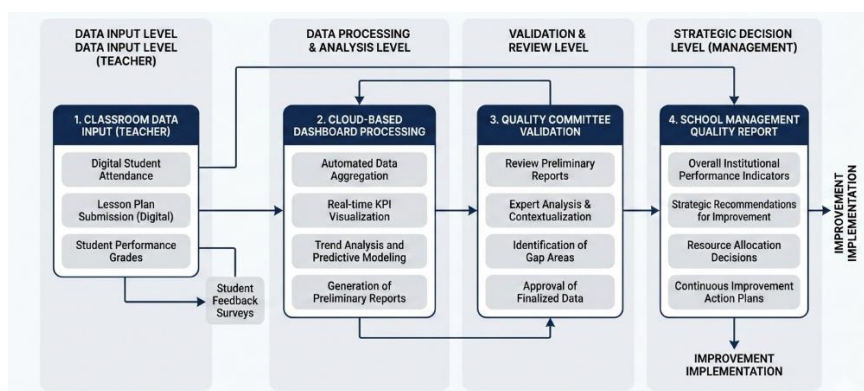 DATA INPUT LEVEL
DATA INPUT LEVEL
(TEACHER)
DATA PROCESSING
& ANALYSIS LEVEL
VALIDATION &
REVIEW LEVEL
STRATEGIC DECISION
LEVEL (MANAGEMENT)
1. CLASSROOM DATA
INPUT (TEACHER)
Digital Student
Attendance
Lesson Plan
Submission (Digital)
Student Performance
Grades
Student
Feedback
Surveys
2. CLOUD-BASED
DASHBOARD PROCESSING
Automated Data
Aggregation
Real-time KPI
Visualization
Trend Analysis and
Predictive Modeling
Generation of
Preliminary Reports
3. QUALITY COMMITTEE
VALIDATION
Review Preliminary
Reports
Expert Analysis &
Contextualization
Identification of
Gap Areas
Approval of
Finalized Data
4. SCHOOL MANAGEMENT
QUALITY REPORT
Overall Institutional
Performance Indicators
Strategic Recommendations
for Improvement
Resource Allocation
Decisions
Continuous Improvement
Action Plans
IMPROVEMENT
IMPLEMENTATION
IMPROVEMENT
IMPLEMENTATION